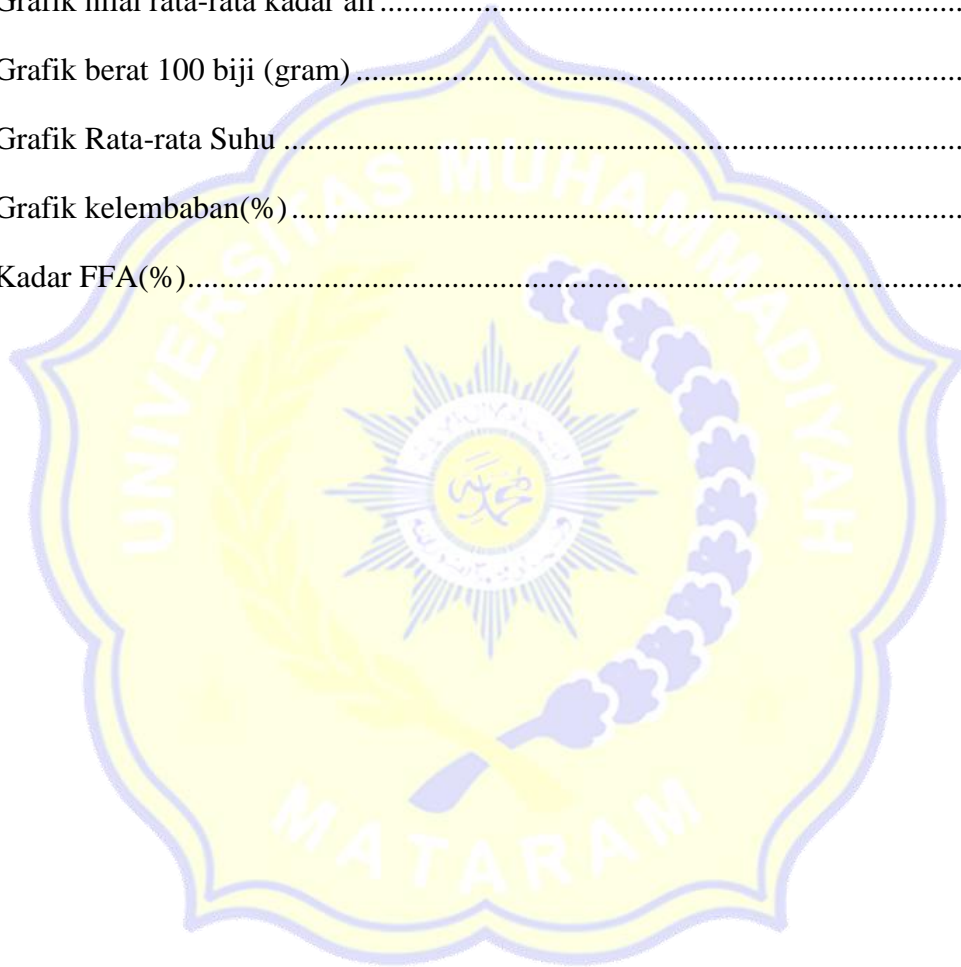 Grafik nilai rata-rata kadar air ..........................................................................
Grafik berat 100 biji (gram) .............................................................................
Grafik Rata-rata Suhu ......................................................................................
Grafik kelembaban(%) .....................................................................................
Kadar FFA(%)..................................................................................................
UNIVERSITAS MUHAMMADIYAH
MATARAM